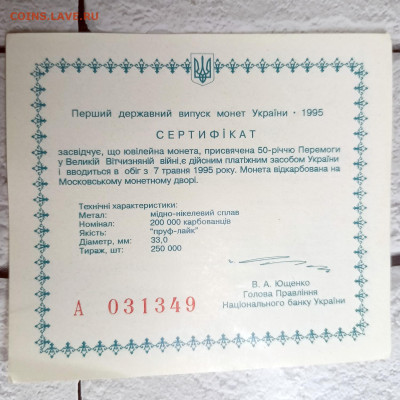 COINS.LAVE.RU
Перший державний випуск монет України · 1995
СЕРТИФІКАТ
засвідчує, що ювілейна монета, присвячена 50-річчю Перемоги
у Великій Вітчизняній війні.є дійсним платіжним засобом України
і вводиться в обіг з 7 травня 1995 року. Монета відкарбована на
Московському монетному дворі.
Технічні характеристики:
Метал: мідно-нікелевий сплав
Номінал: 200 000 карбованців
Якість: "пруф-лайк"
Діаметр, мм: 33,0
Тираж, шт: 250 000
В. А. Ющенко
Голова Правління
Національного банку України
А 031349